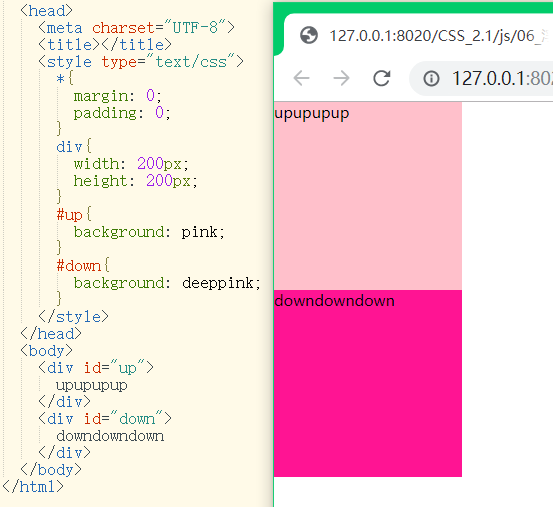 <head>
<meta charset="UTF-8">
<title></title>
<style type="text/css">
*{
margin: 0;
padding: 0;
}
div{
width: 200px;
height: 200px;
}
#up{
background: pink;
}
#down{
background: deeppink;
}
</style>
</head>
<body>
<div id="up">
upupupup
</div>
<div id="down">
downdowndown
</div>
</body>
</html>
127.0.0.1:8020/CSS_2.1/js/06_
127.0.0.1:802
upupupup
downdowndown